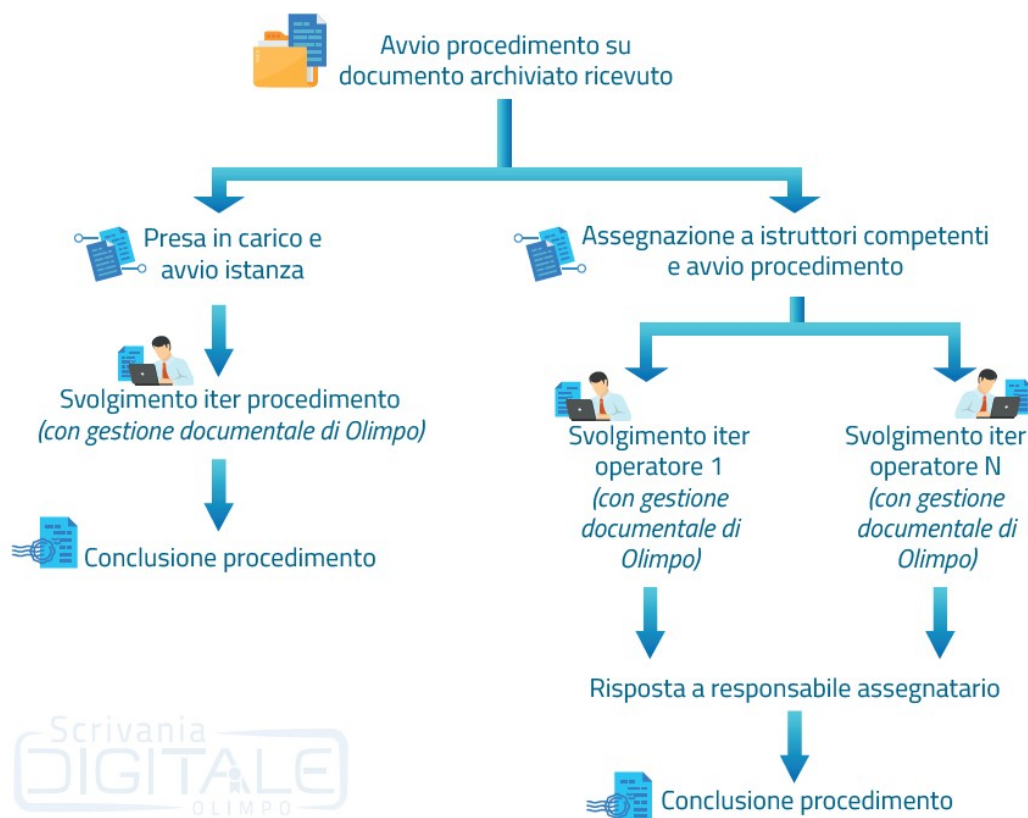 Avvio procedimento su
documento archiviato ricevuto
Presa in carico e
avvio istanza
Svolgimento iter procedimento
(con gestione documentale di Olimpo)
Conclusione procedimento
Assegnazione a istruttori competenti
e avvio procedimento
Svolgimento iter
operatore 1
(con gestione
documentale di
Olimpo)
Svolgimento iter
operatore N
(con gestione
documentale di
Olimpo)
Risposta a responsabile assegnatario
Conclusione procedimento
Scrivania
DIGITALE
OLIMPO